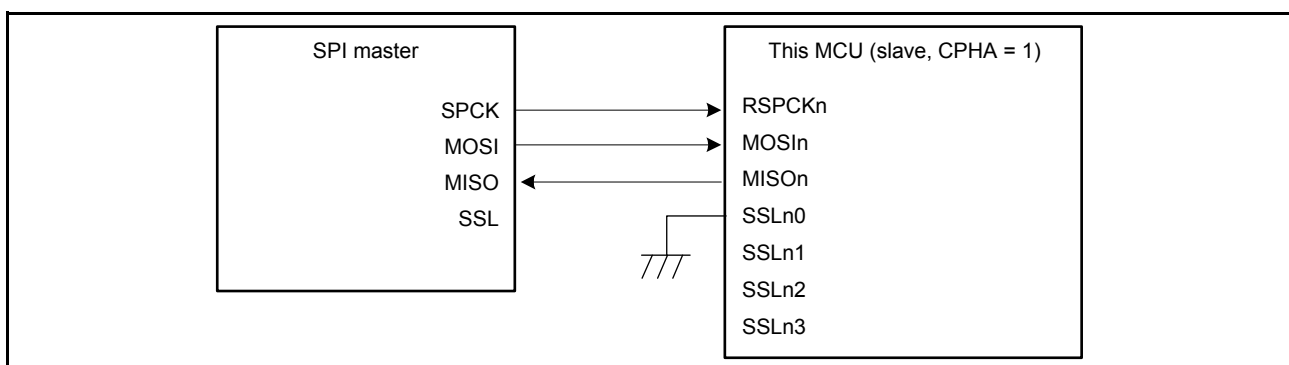 SPI master
SPCK
MOSI
MISO
SSL
This MCU (slave, CPHA = 1)
RSPCKn
MOSIn
MISOn
SSLn0
SSLn1
SSLn2
SSLn3